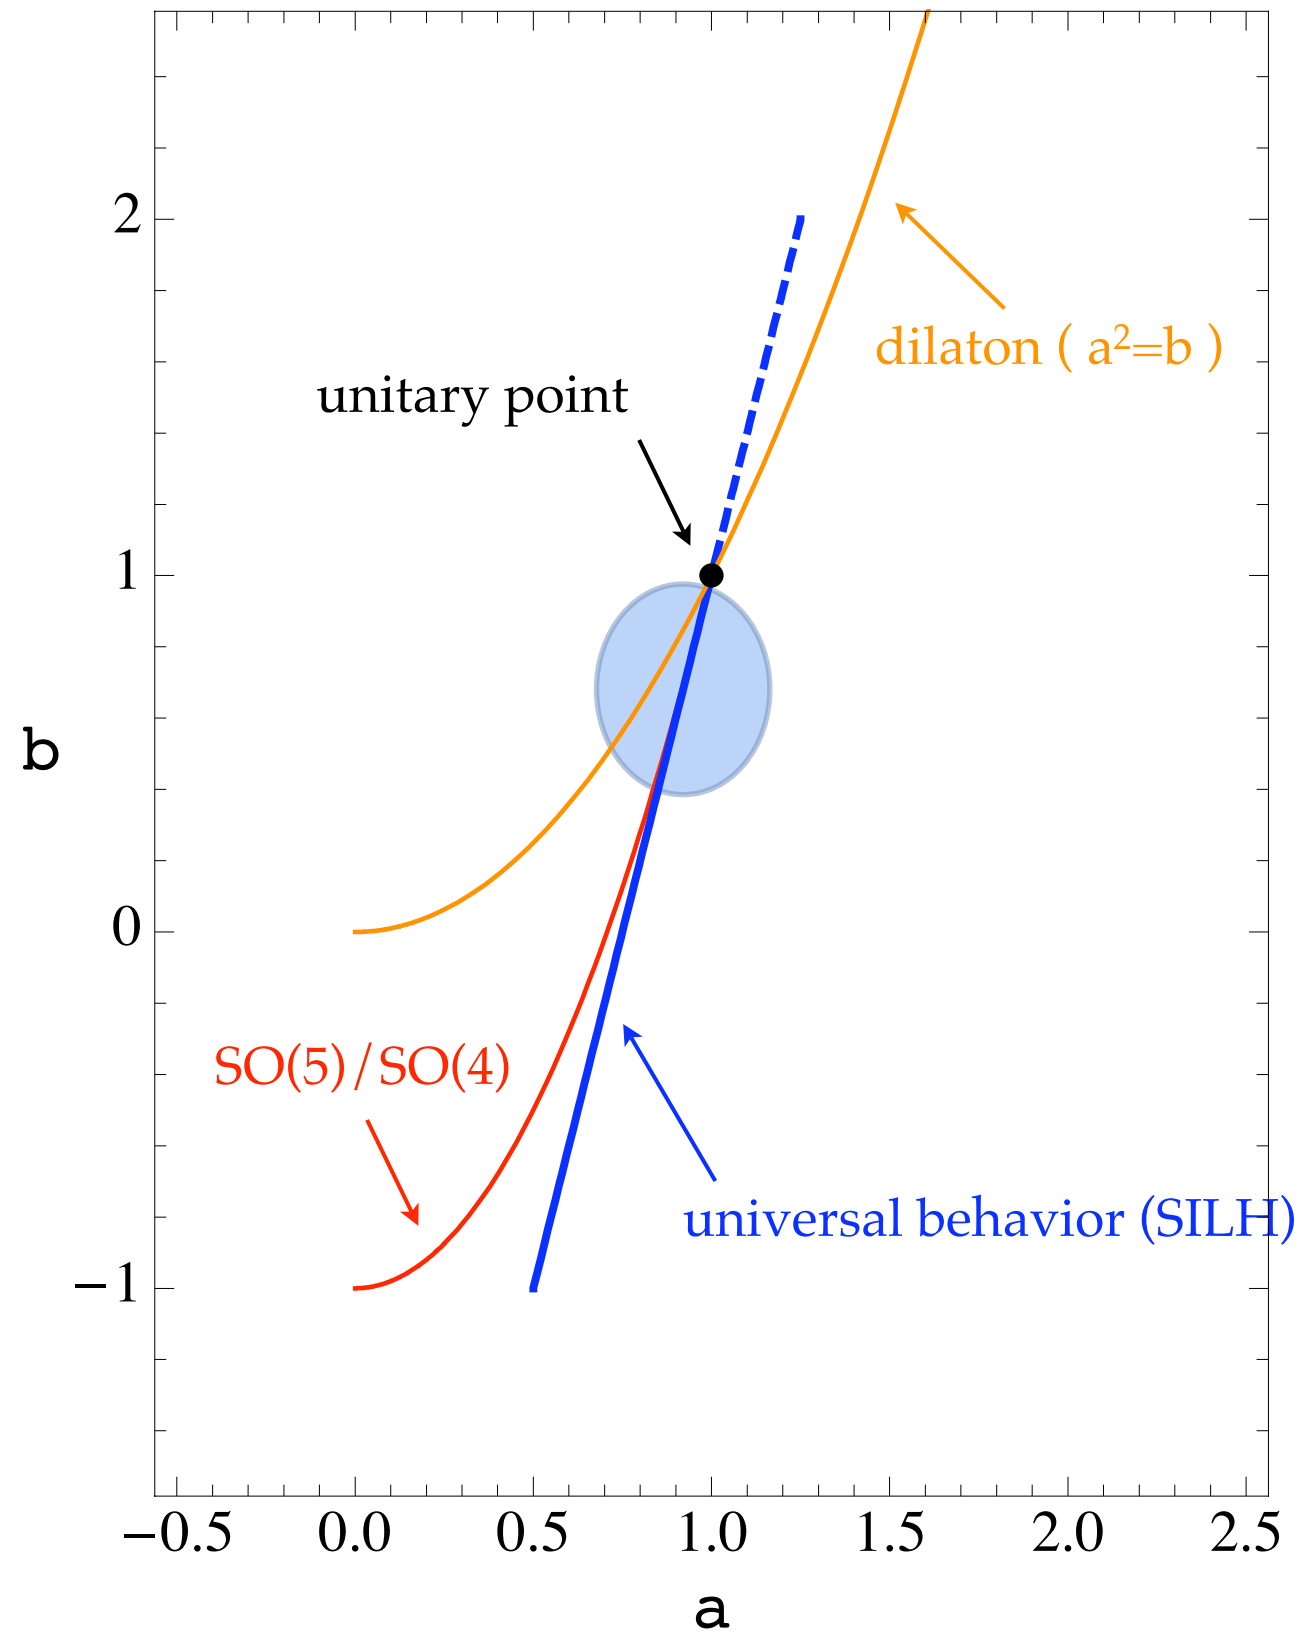 2
dilaton ( a²=b )
unitary point
1
b
0
SO(5)/SO(4)
universal behavior (SILH)
−1
−0.5 0.0 0.5 1.0 1.5 2.0 2.5
a